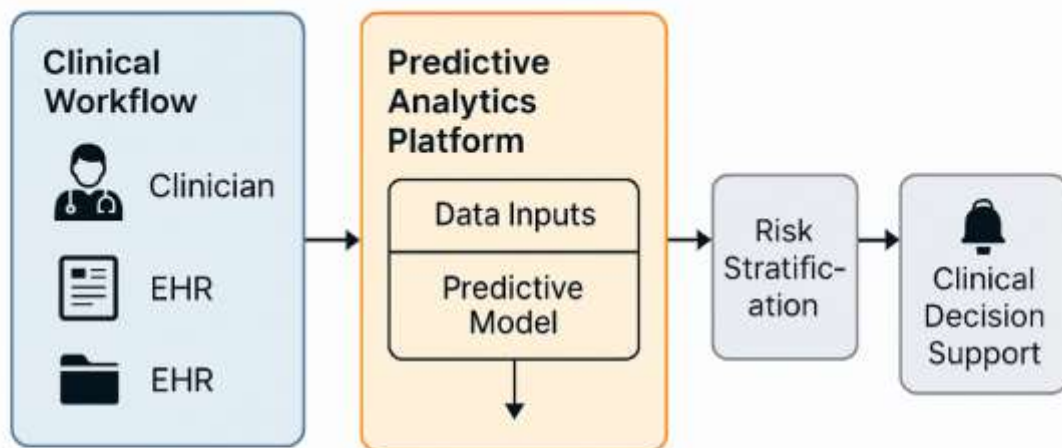 Clinical
Workflow
Clinician
EHR
EHR
Predictive
Analytics
Platform
Data Inputs
Predictive
Model
Risk
Stratific-
ation
Clinical
Decision
Support